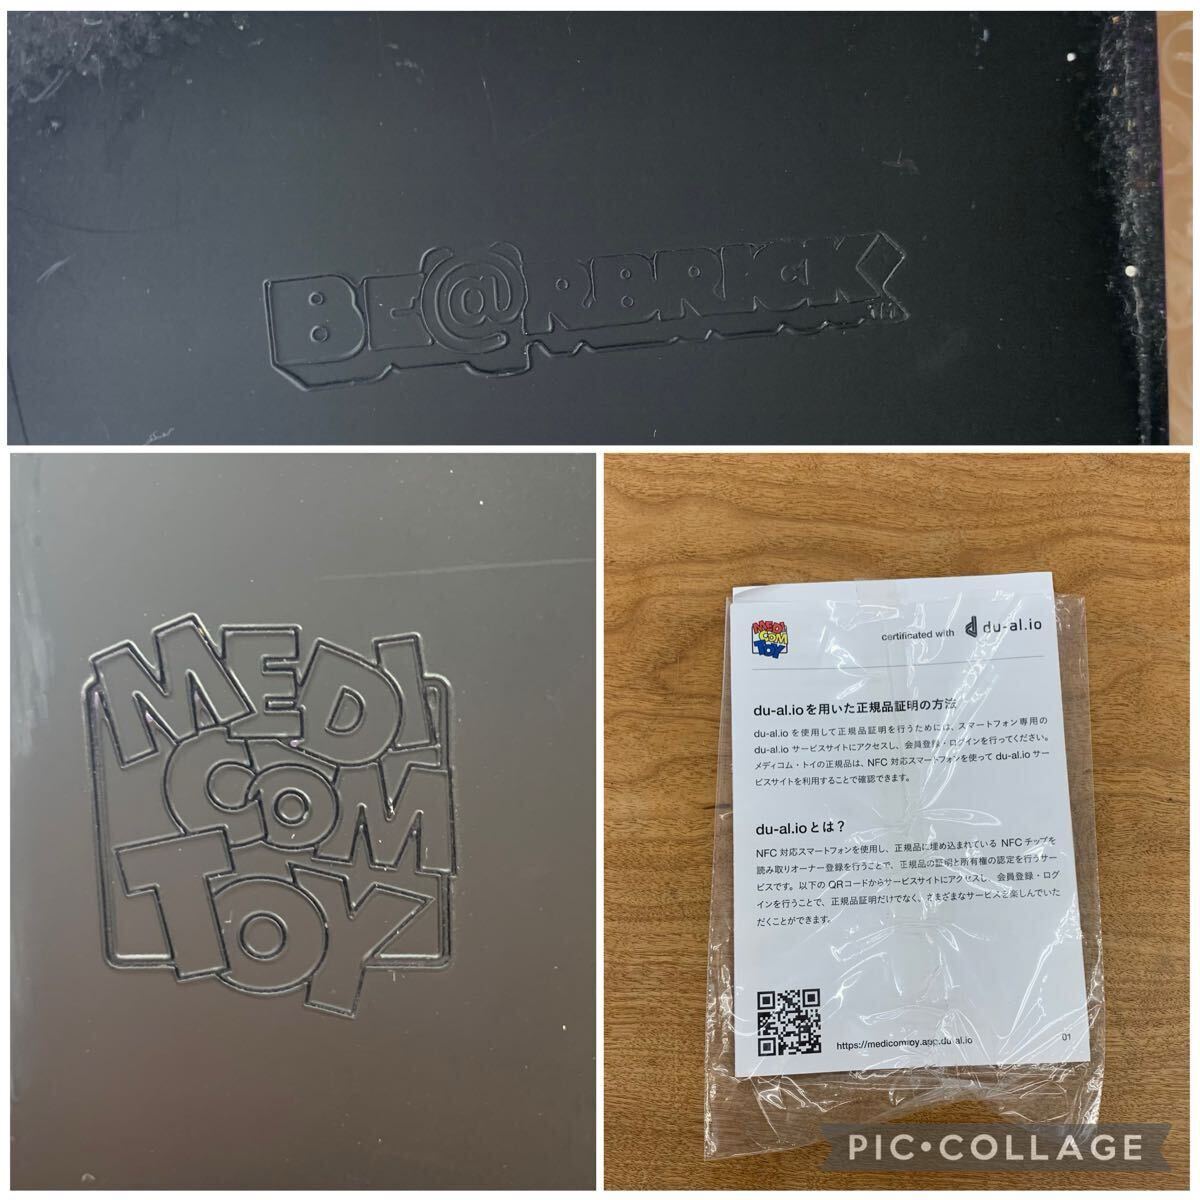 BE@RBRICK
TM
MEDI
COM
TOY
MEDI
COM
TOY
certificated with du-al.io
du-al.ioを用いた正規品証明の方法
du-al.io を使用して正規品証明を行うためには、スマートフォン専用の
du-al.io サービスサイトにアクセスし、会員登録・ログインを行ってください。
メディコム・トイの正規品は、NFC 対応スマートフォンを使って du-al.io サー
ビスサイトを利用することで確認できます。
du-al.ioとは？
NFC 対応スマートフォンを使用し、正規品に埋め込まれている NFC チップを
読み取りオーナー登録を行うことで、正規品の証明と所有権の認定を行うサー
ビスです。以下の QRコードからサービスサイトにアクセスし、会員登録・ログ
インを行うことで、正規品証明だけでなく、さまざまなサービスを楽しんでいた
だくことができます。
https://medicomtoy.app.du-al.io
01
PIC•COLLAGE